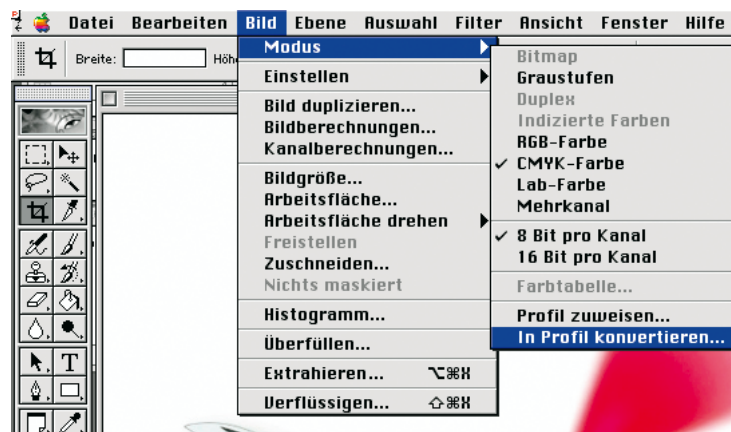 Datei Bearbeiten Bild Ebene Auswahl Filter Ansicht Fenster Hilfe
Breite:
Modus
Einstellen
Bild duplizieren...
Bildberechnungen...
Kanalberechnungen...
Bildgröße...
Arbeitsfläche...
Arbeitsfläche drehen
Freistellen
Zuschneiden...
Nichts maskiert
Histogramm...
Überfüllen...
Extrahieren... ⌥⌘X
Verflüssigen... ⇧⌘X
Bitmap
Graustufen
Duplex
Indizierte Farben
RGB-Farbe
✓ CMYK-Farbe
Lab-Farbe
Mehrkanal
✓ 8 Bit pro Kanal
16 Bit pro Kanal
Farbtabelle...
Profil zuweisen...
In Profil konvertieren...